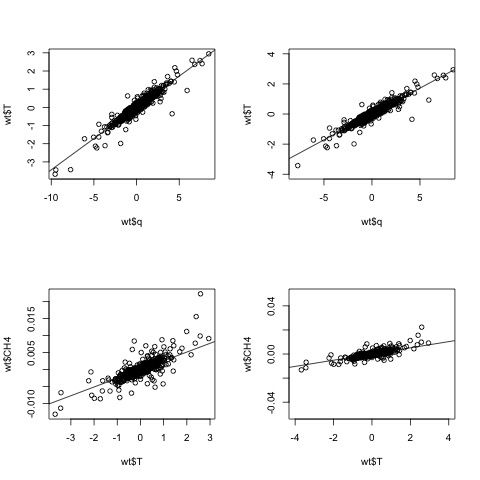 3
2
1
0
-1
-2
-3
wt$T
-10 -5 0 5
wt$q
4
2
0
-2
-4
wt$T
-5 0 5
wt$q
0.015
0.005
-0.010
wt$CH4
-3 -2 -1 0 1 2 3
wt$T
0.04
0.00
-0.04
wt$CH4
-4 -2 0 2 4
wt$T